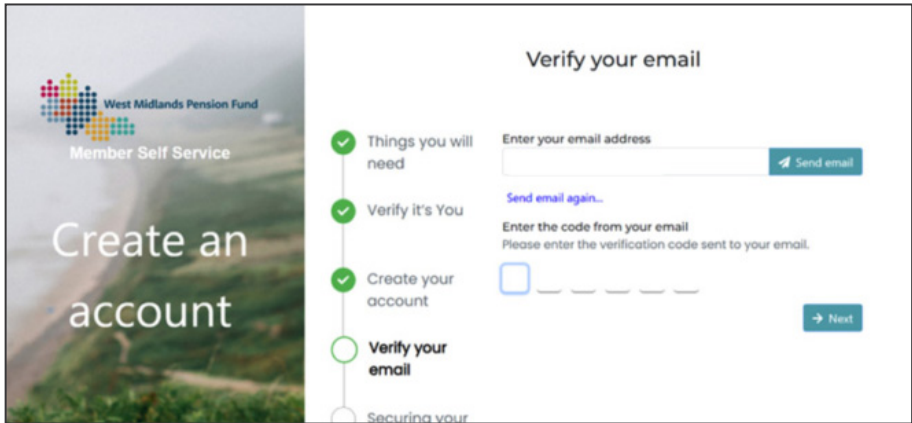 West Midlands Pension Fund
Member Self Service
Create an
account
Things you will
need
Verify it's You
Create your
account
Verify your
email
Securing your
Verify your email
Enter your email address
Send email
Send email again...
Enter the code from your email
Please enter the verification code sent to your email.
Next